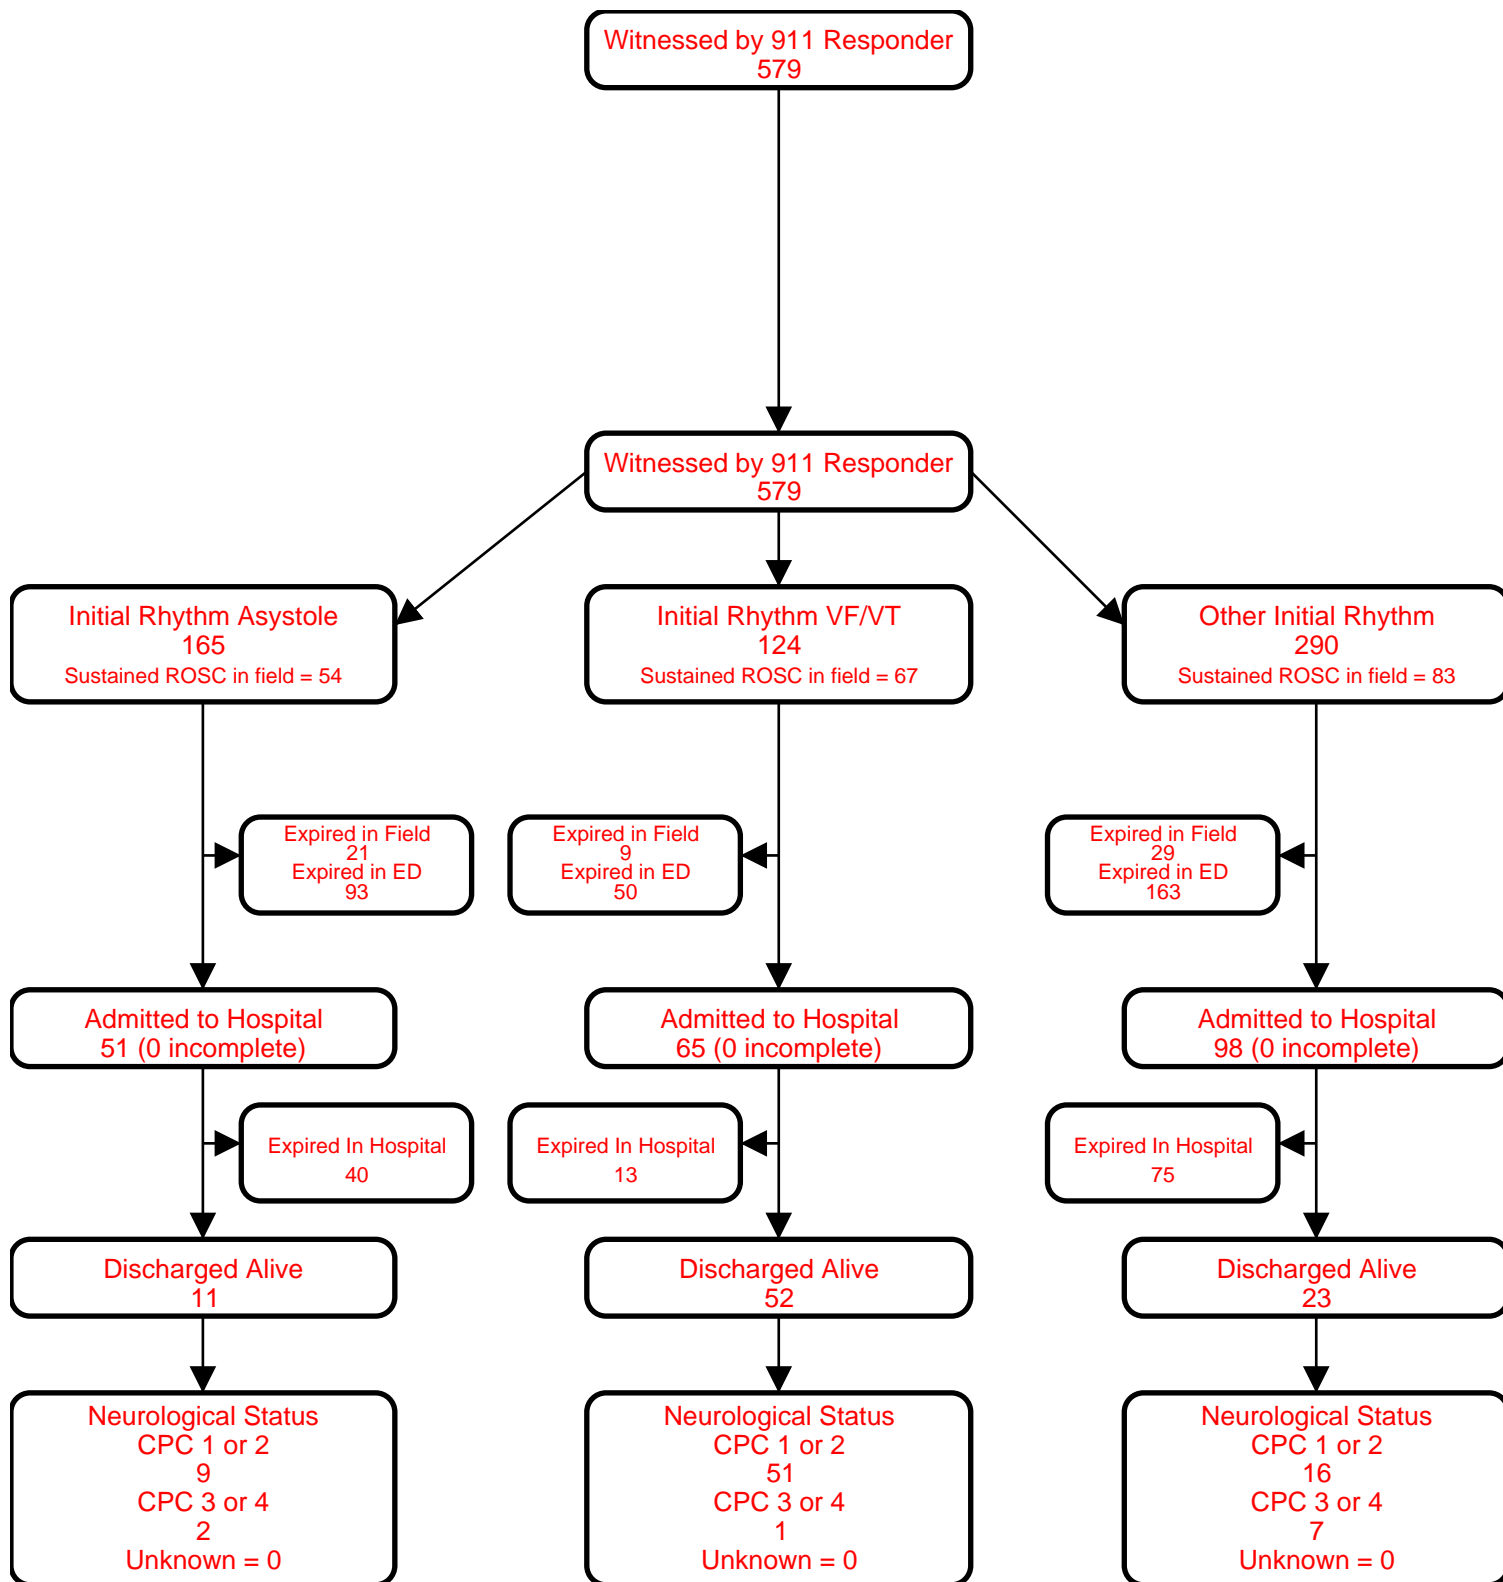 Witnessed by 911 Responder
579
Witnessed by 911 Responder
579
Initial Rhythm Asystole
165
Sustained ROSC in field = 54
Initial Rhythm VF/VT
124
Sustained ROSC in field = 67
Other Initial Rhythm
290
Sustained ROSC in field = 83
Expired in Field
21
Expired in ED
93
Expired in Field
9
Expired in ED
50
Expired in Field
29
Expired in ED
163
Admitted to Hospital
51 (0 incomplete)
Admitted to Hospital
65 (0 incomplete)
Admitted to Hospital
98 (0 incomplete)
Expired In Hospital
40
Expired In Hospital
13
Expired In Hospital
75
Discharged Alive
11
Discharged Alive
52
Discharged Alive
23
Neurological Status
CPC 1 or 2
9
CPC 3 or 4
2
Unknown = 0
Neurological Status
CPC 1 or 2
51
CPC 3 or 4
1
Unknown = 0
Neurological Status
CPC 1 or 2
16
CPC 3 or 4
7
Unknown = 0